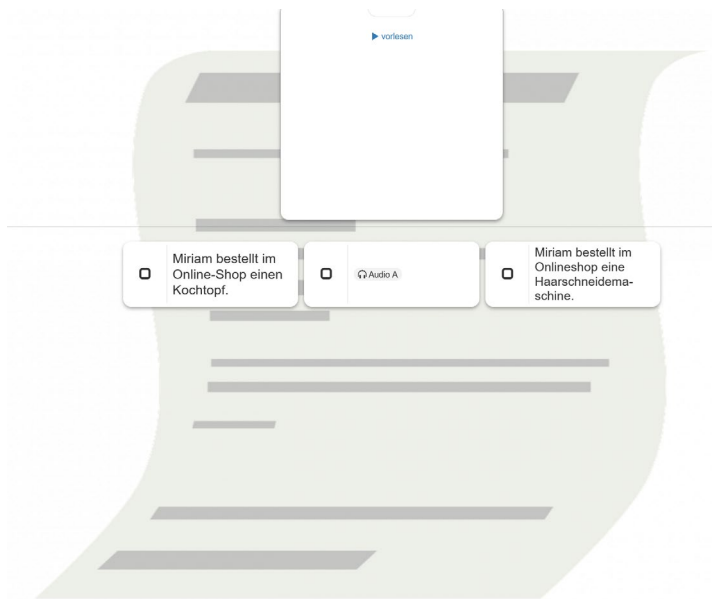 vorlesen
Miriam bestellt im
Online-Shop einen
Kochtopf.
Audio A
Miriam bestellt im
Onlineshop eine
Haarschneidema-
schine.